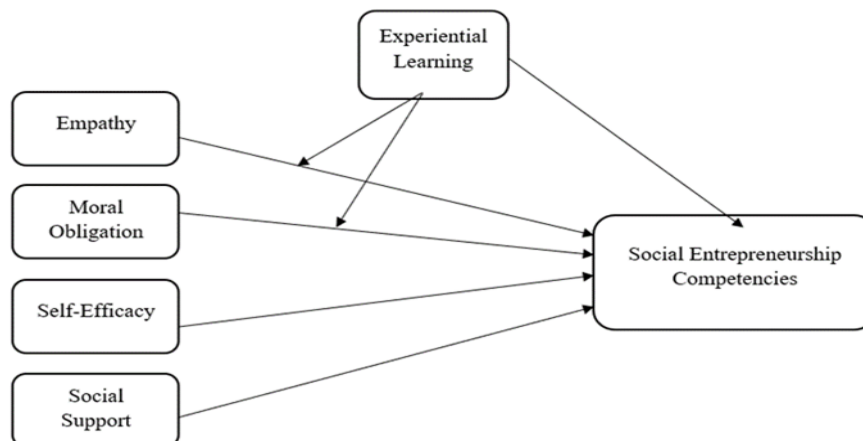 Experiential
Learning
Empathy
Moral
Obligation
Self-Efficacy
Social
Support
Social Entrepreneurship
Competencies